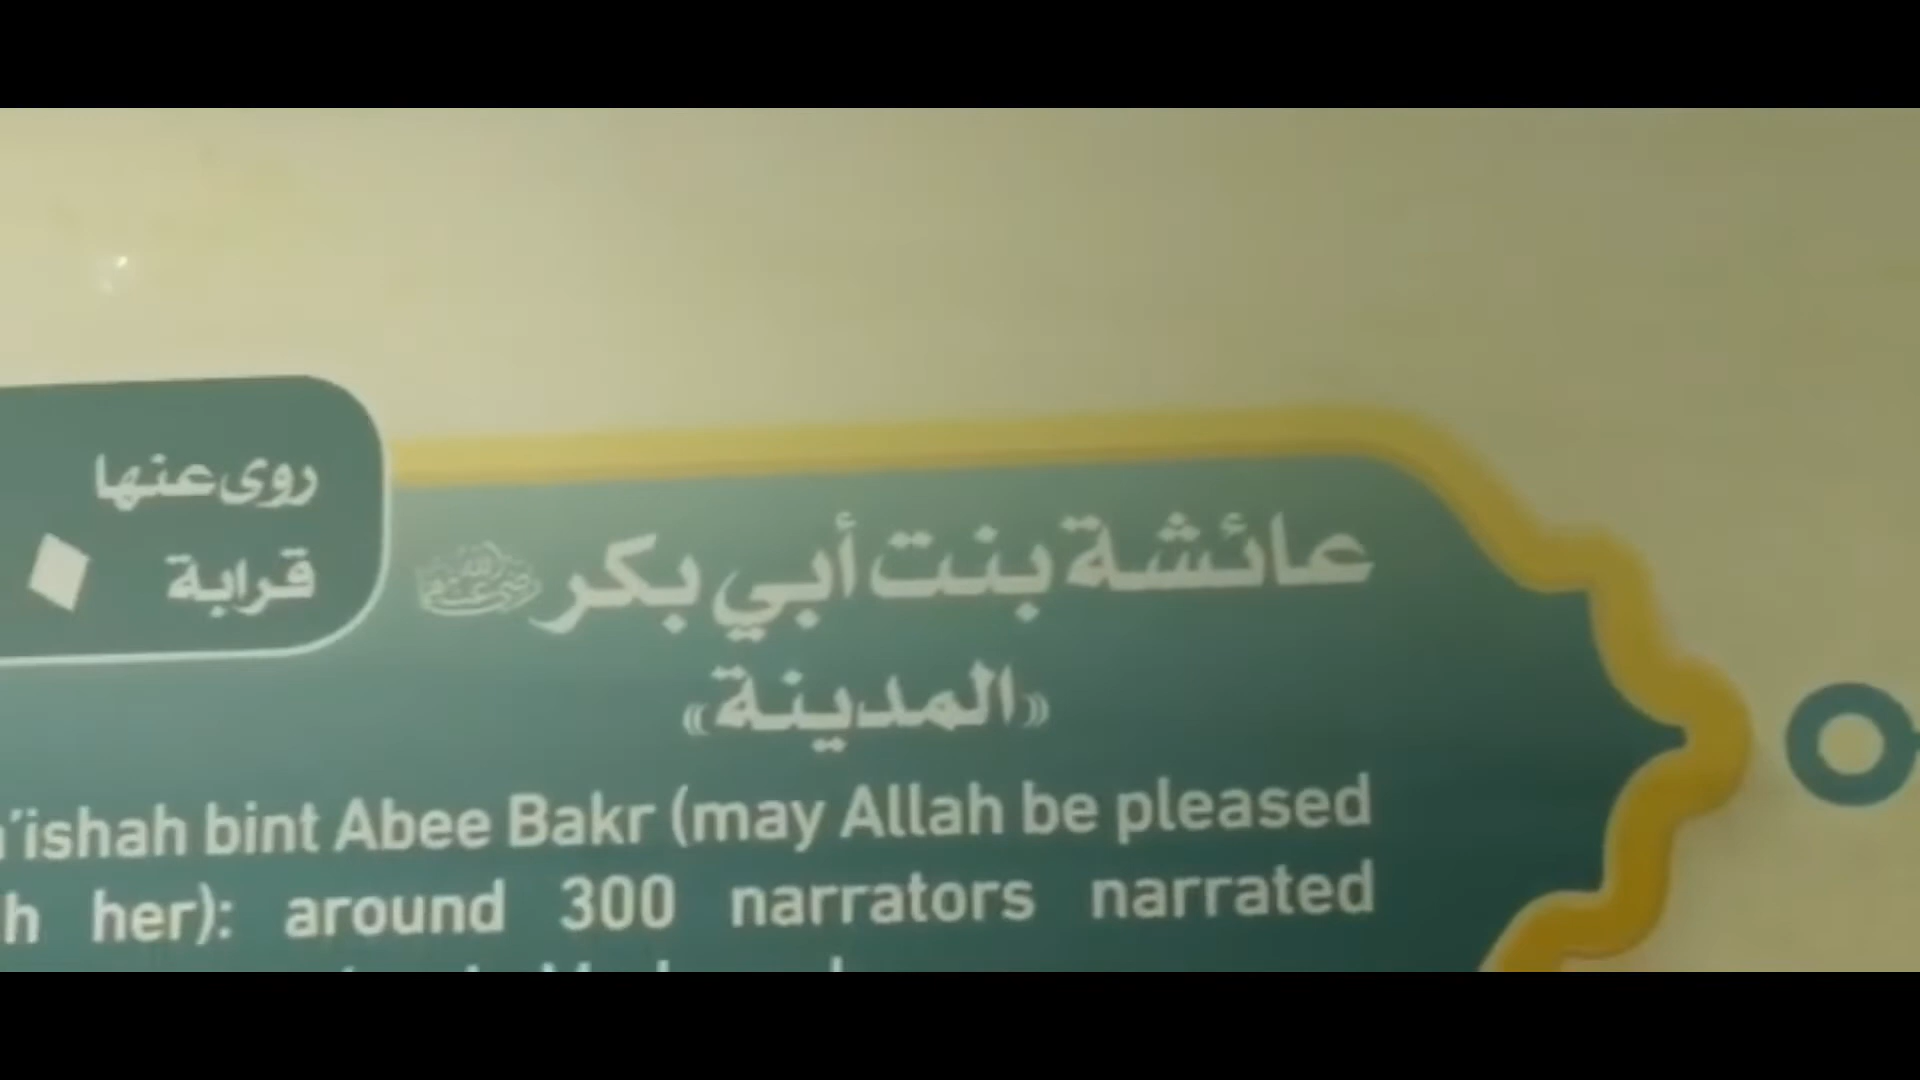 روى عنها
قرابة
عائشة بنت أبي بكر
«المدينة»
'ishah bint Abee Bakr (may Allah be pleased
h her): around 300 narrators narrated